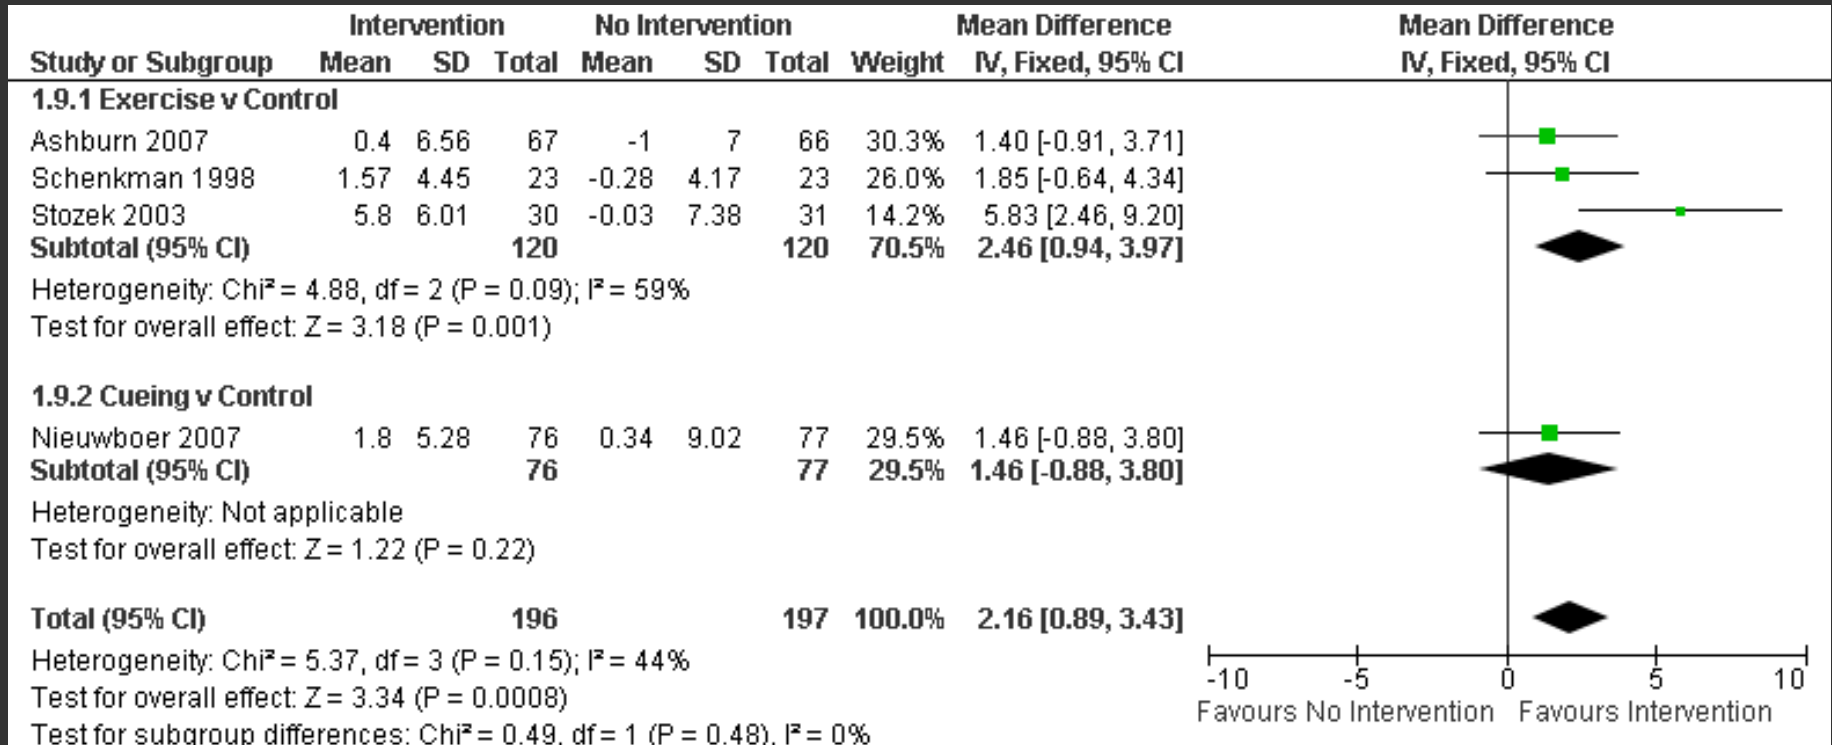 Intervention No Intervention Mean Difference Mean Difference
Study or Subgroup Mean SD Total Mean SD Total Weight IV, Fixed, 95% CI IV, Fixed, 95% CI
1.9.1 Exercise v Control
Ashburn 2007 0.4 6.56 67 -1 7 66 30.3% 1.40 [-0.91, 3.71]
Schenkman 1998 1.57 4.45 23 -0.28 4.17 23 26.0% 1.85 [-0.64, 4.34]
Stozek 2003 5.8 6.01 30 -0.03 7.38 31 14.2% 5.83 [2.46, 9.20]
Subtotal (95% CI) 120 120 70.5% 2.46 [0.94, 3.97]
Heterogeneity: Chi² = 4.88, df = 2 (P = 0.09); I² = 59%
Test for overall effect: Z = 3.18 (P = 0.001)
1.9.2 Cueing v Control
Nieuwboer 2007 1.8 5.28 76 0.34 9.02 77 29.5% 1.46 [-0.88, 3.80]
Subtotal (95% CI) 76 77 29.5% 1.46 [-0.88, 3.80]
Heterogeneity: Not applicable
Test for overall effect: Z = 1.22 (P = 0.22)
Total (95% CI) 196 197 100.0% 2.16 [0.89, 3.43]
Heterogeneity: Chi² = 5.37, df = 3 (P = 0.15); I² = 44%
Test for overall effect: Z = 3.34 (P = 0.0008)
Test for subgroup differences: Chi² = 0.49, df = 1 (P = 0.48), I² = 0%
-10 -5 0 5 10
Favours No Intervention Favours Intervention